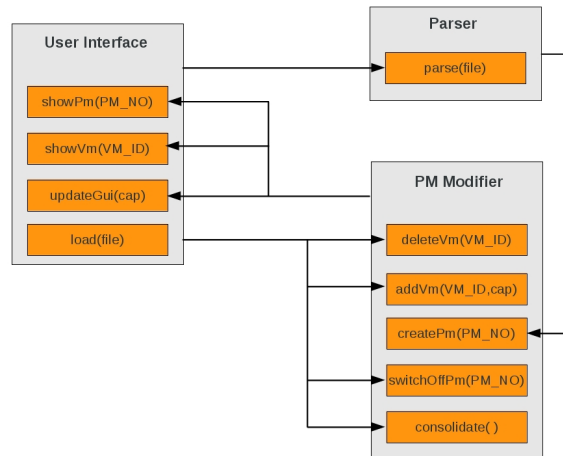 User Interface
showPm(PM_NO)
showVm(VM_ID)
updateGui(cap)
load(file)
Parser
parse(file)
PM Modifier
deleteVm(VM_ID)
addVm(VM_ID,cap)
createPm(PM_NO)
switchOffPm(PM_NO)
consolidate( )